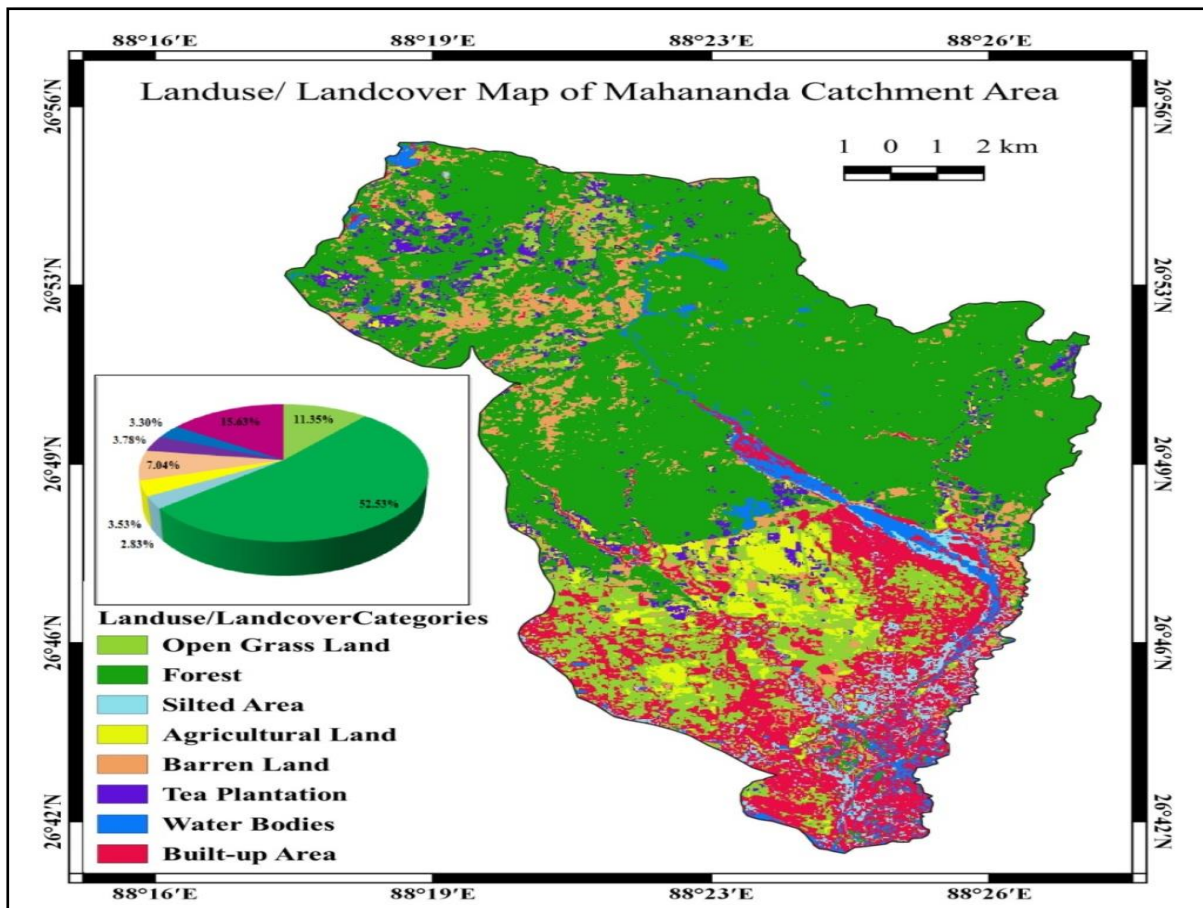 88°16′E 88°19′E 88°23′E 88°26′E
Landuse/ Landcover Map of Mahananda Catchment Area
1 0 1 2 km
26°56′N 26°56′N
26°53′N 26°53′N
26°49′N 26°49′N
26°46′N 26°46′N
26°42′N 26°42′N
15.63% 11.35%
3.30%
3.78%
7.04%
52.53%
3.53%
2.83%
Landuse/LandcoverCategories
Open Grass Land
Forest
Silted Area
Agricultural Land
Barren Land
Tea Plantation
Water Bodies
Built-up Area
88°16′E 88°19′E 88°23′E 88°26′E